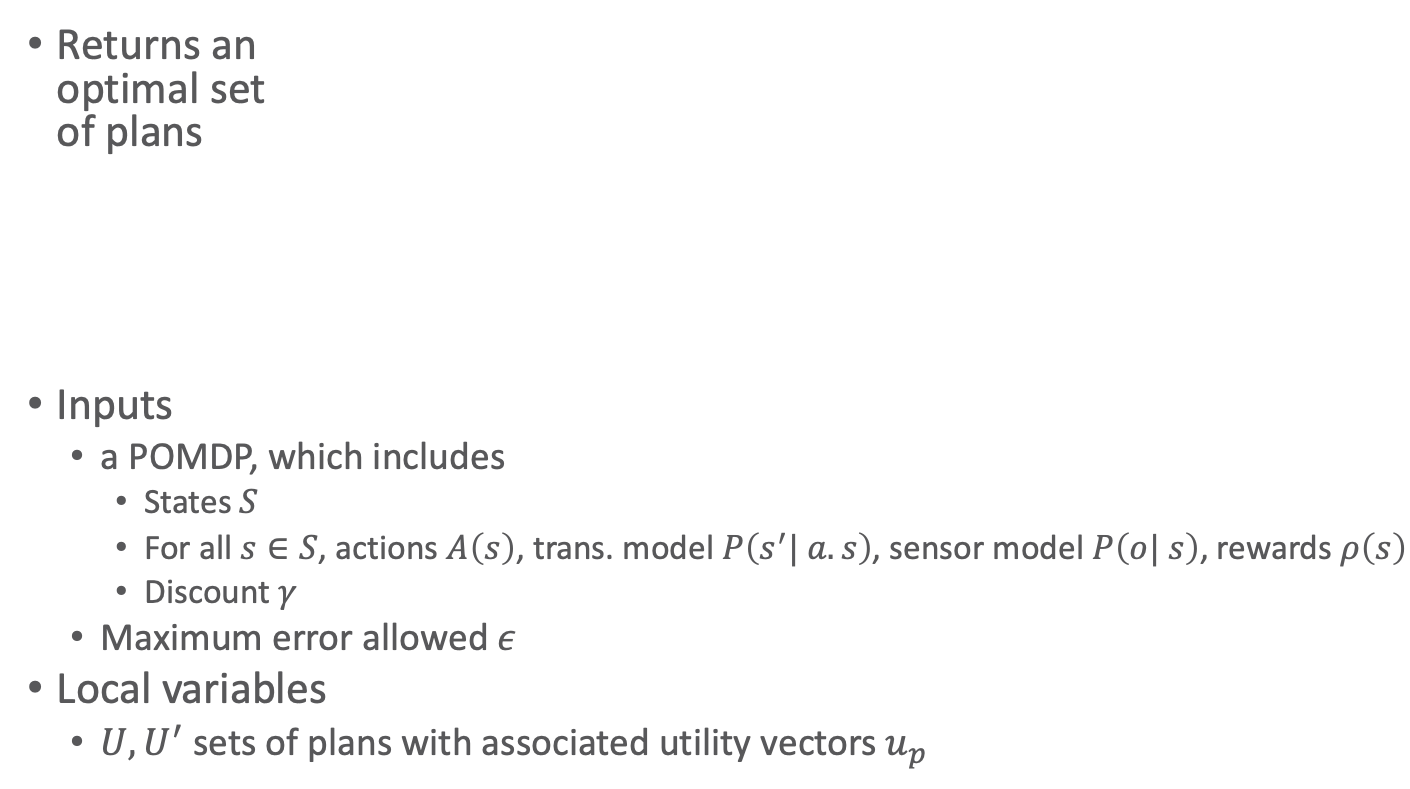 • Returns an
optimal set
of plans
• Inputs
• a POMDP, which includes
• States 𝑆
• For all 𝑠 ∈ 𝑆, actions 𝐴(𝑠), trans. model 𝑃(𝑠′| 𝑎. 𝑠), sensor model 𝑃(𝑜| 𝑠), rewards 𝜌(𝑠)
• Discount 𝛾
• Maximum error allowed 𝜖
• Local variables
• 𝑈, 𝑈′ sets of plans with associated utility vectors 𝑢ₚ